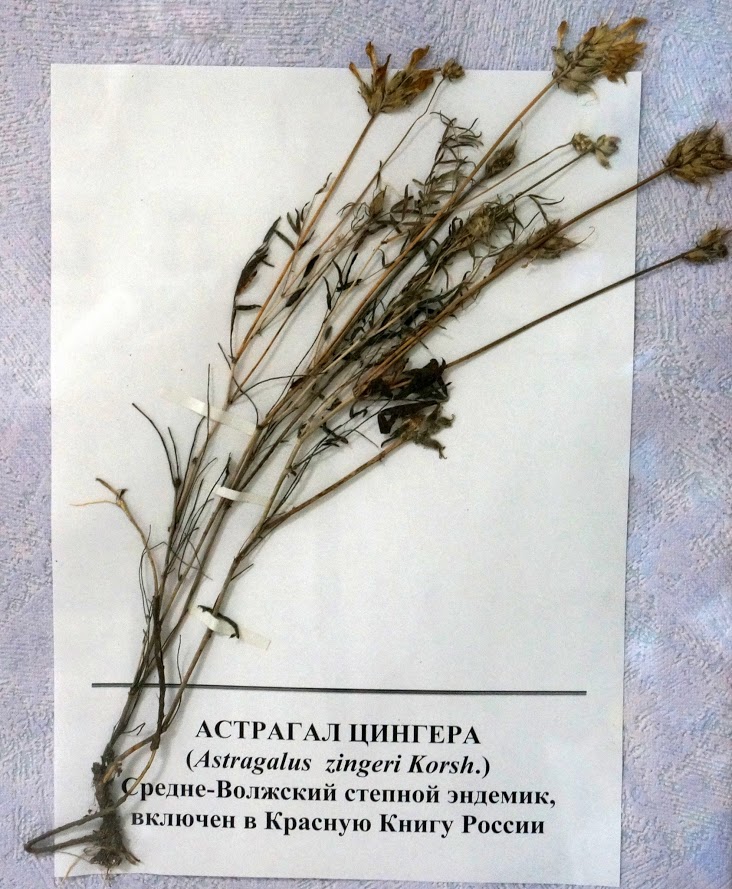 АСТРАГАЛ ЦИНГЕРА
(Astragalus zingeri Korsh.)
Средне-Волжский степной эндемик,
включен в Красную Книгу России